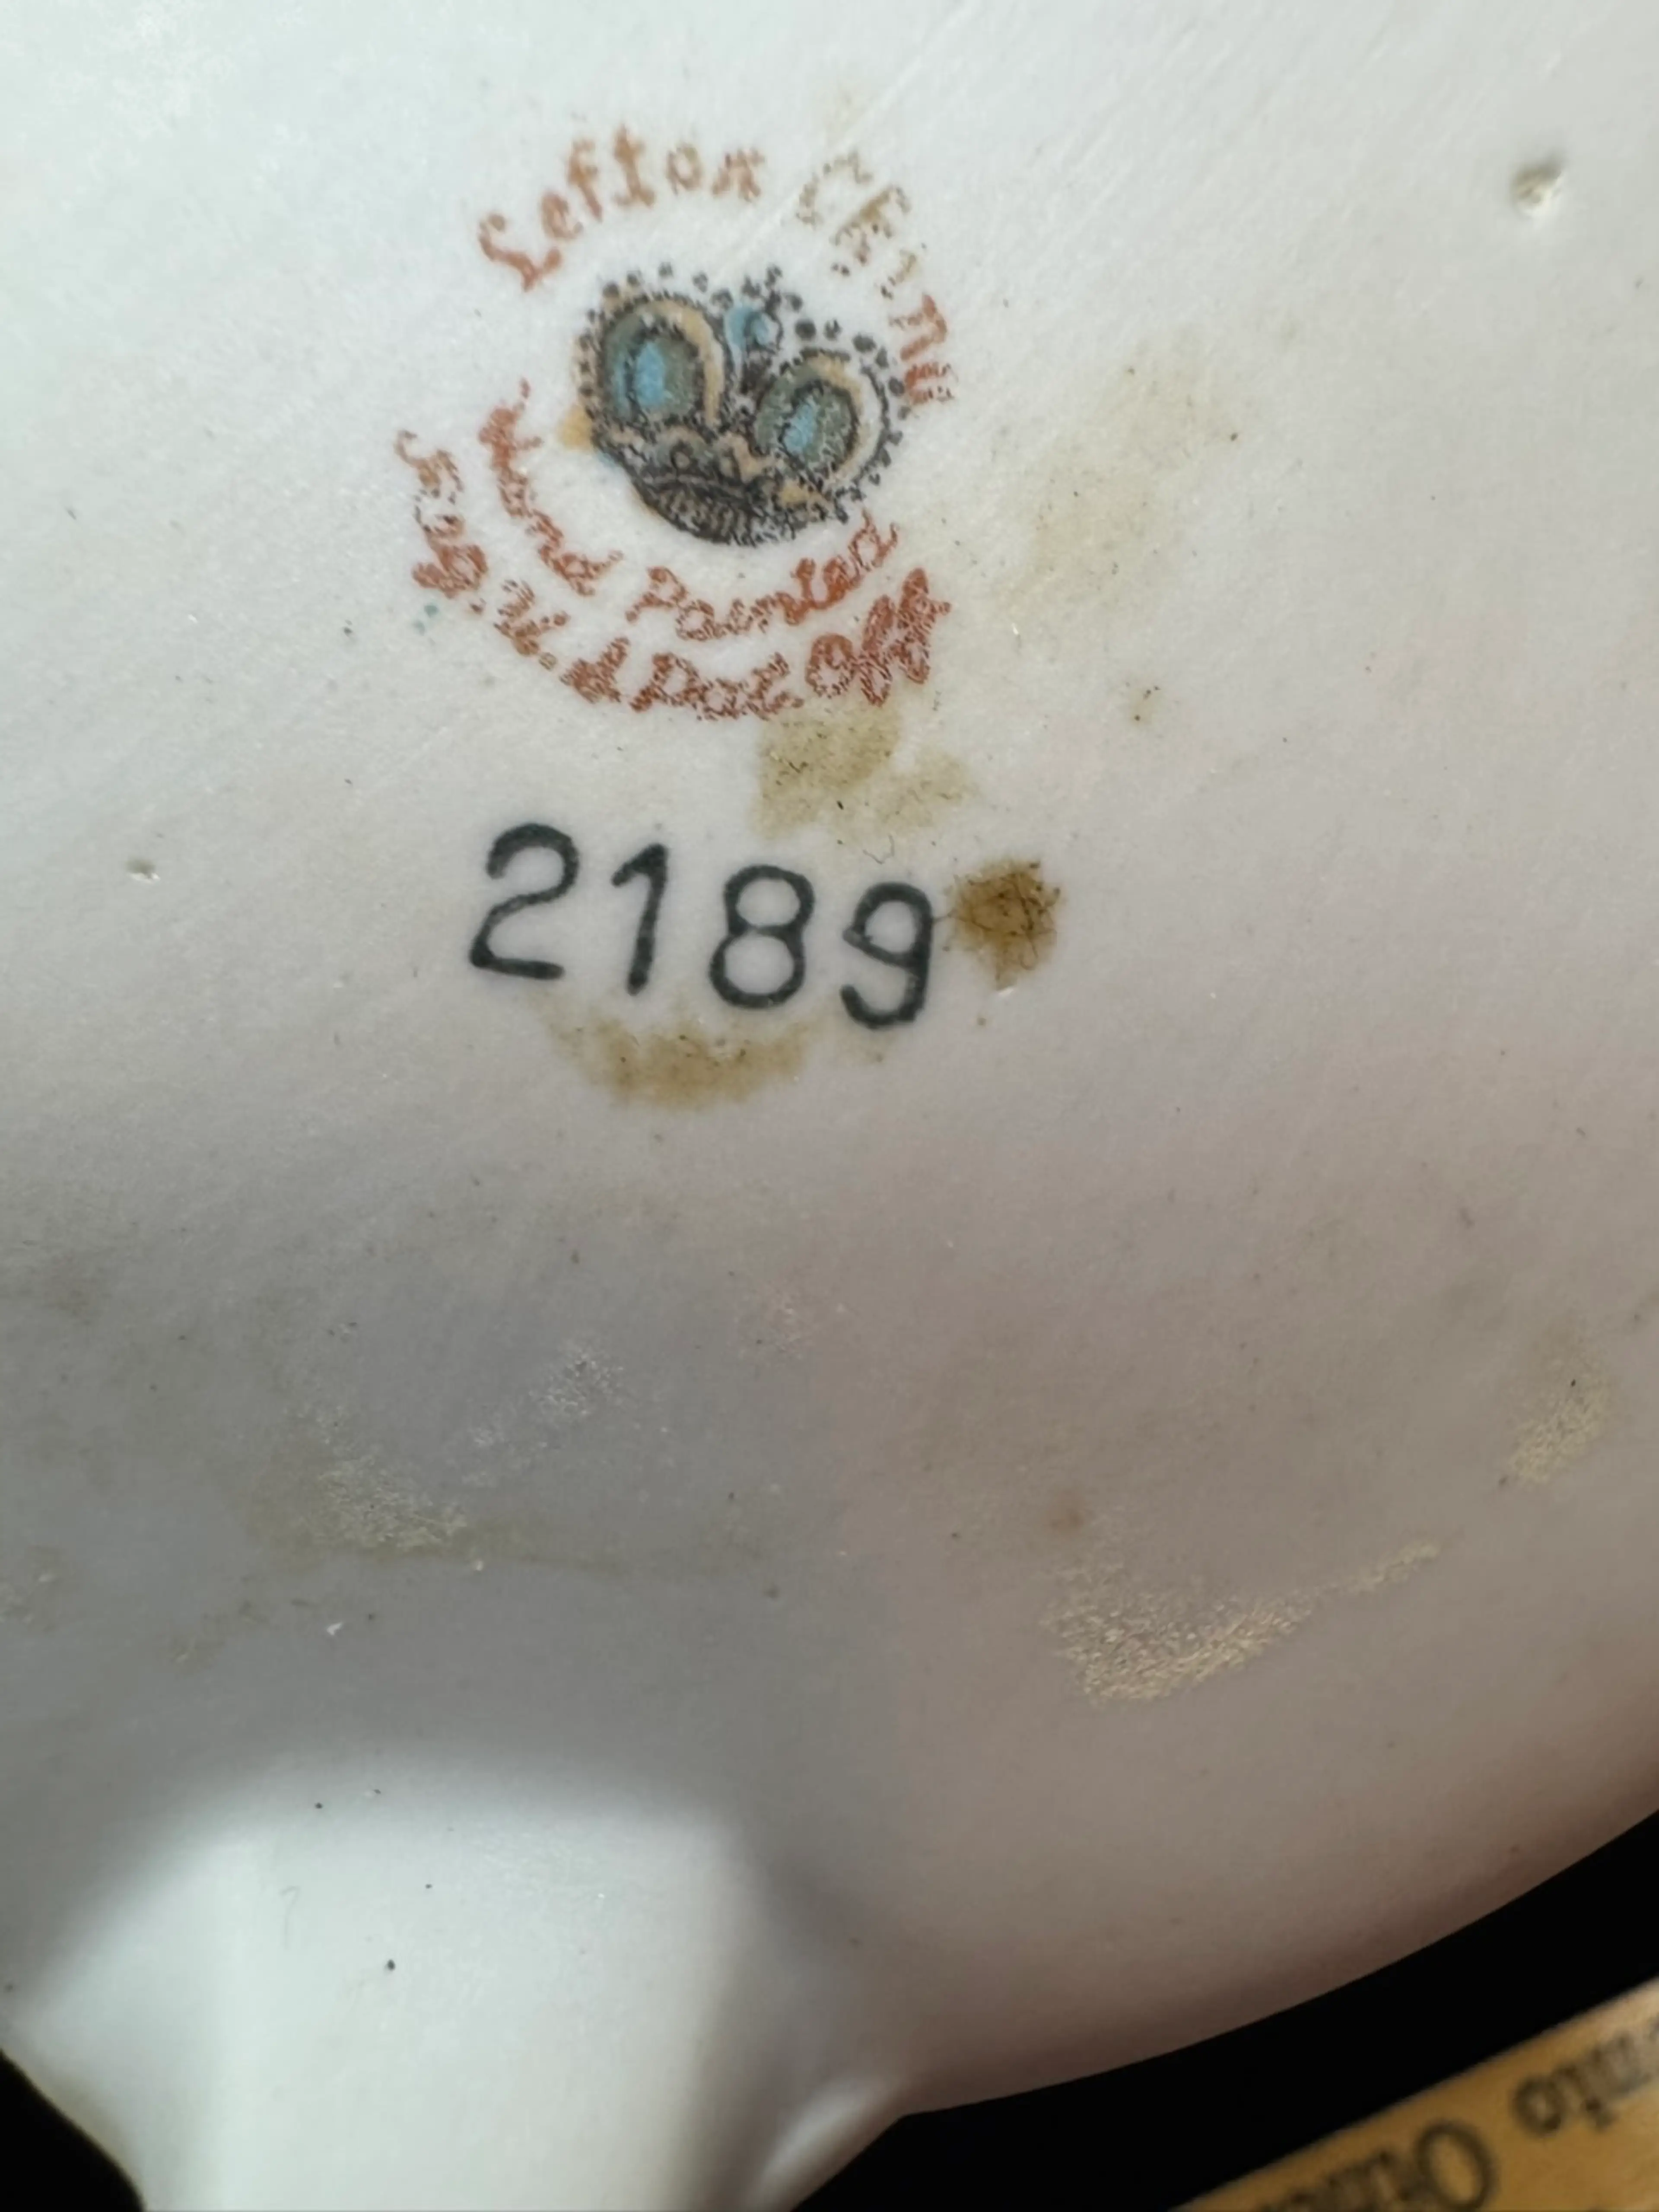 Lefton China
Hand Painted
Reg. U.S. Pat. Off.
2189